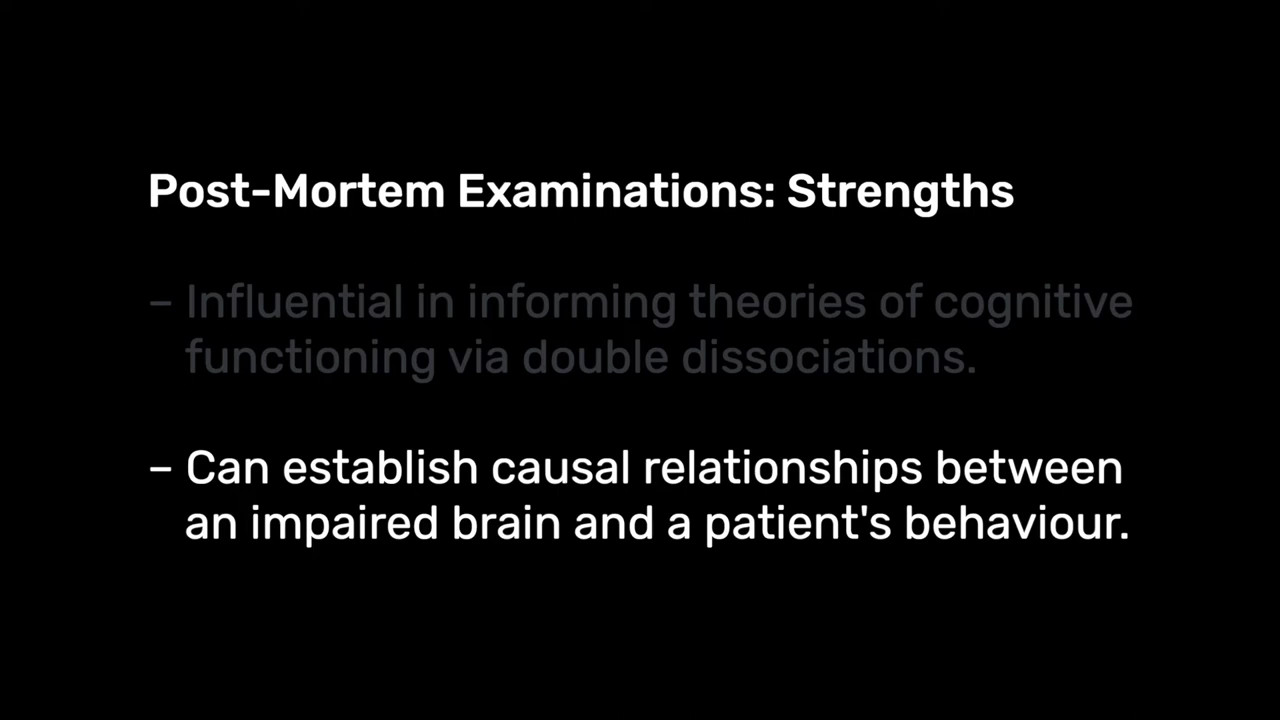 Post-Mortem Examinations: Strengths
– Influential in informing theories of cognitive
functioning via double dissociations.
– Can establish causal relationships between
an impaired brain and a patient's behaviour.